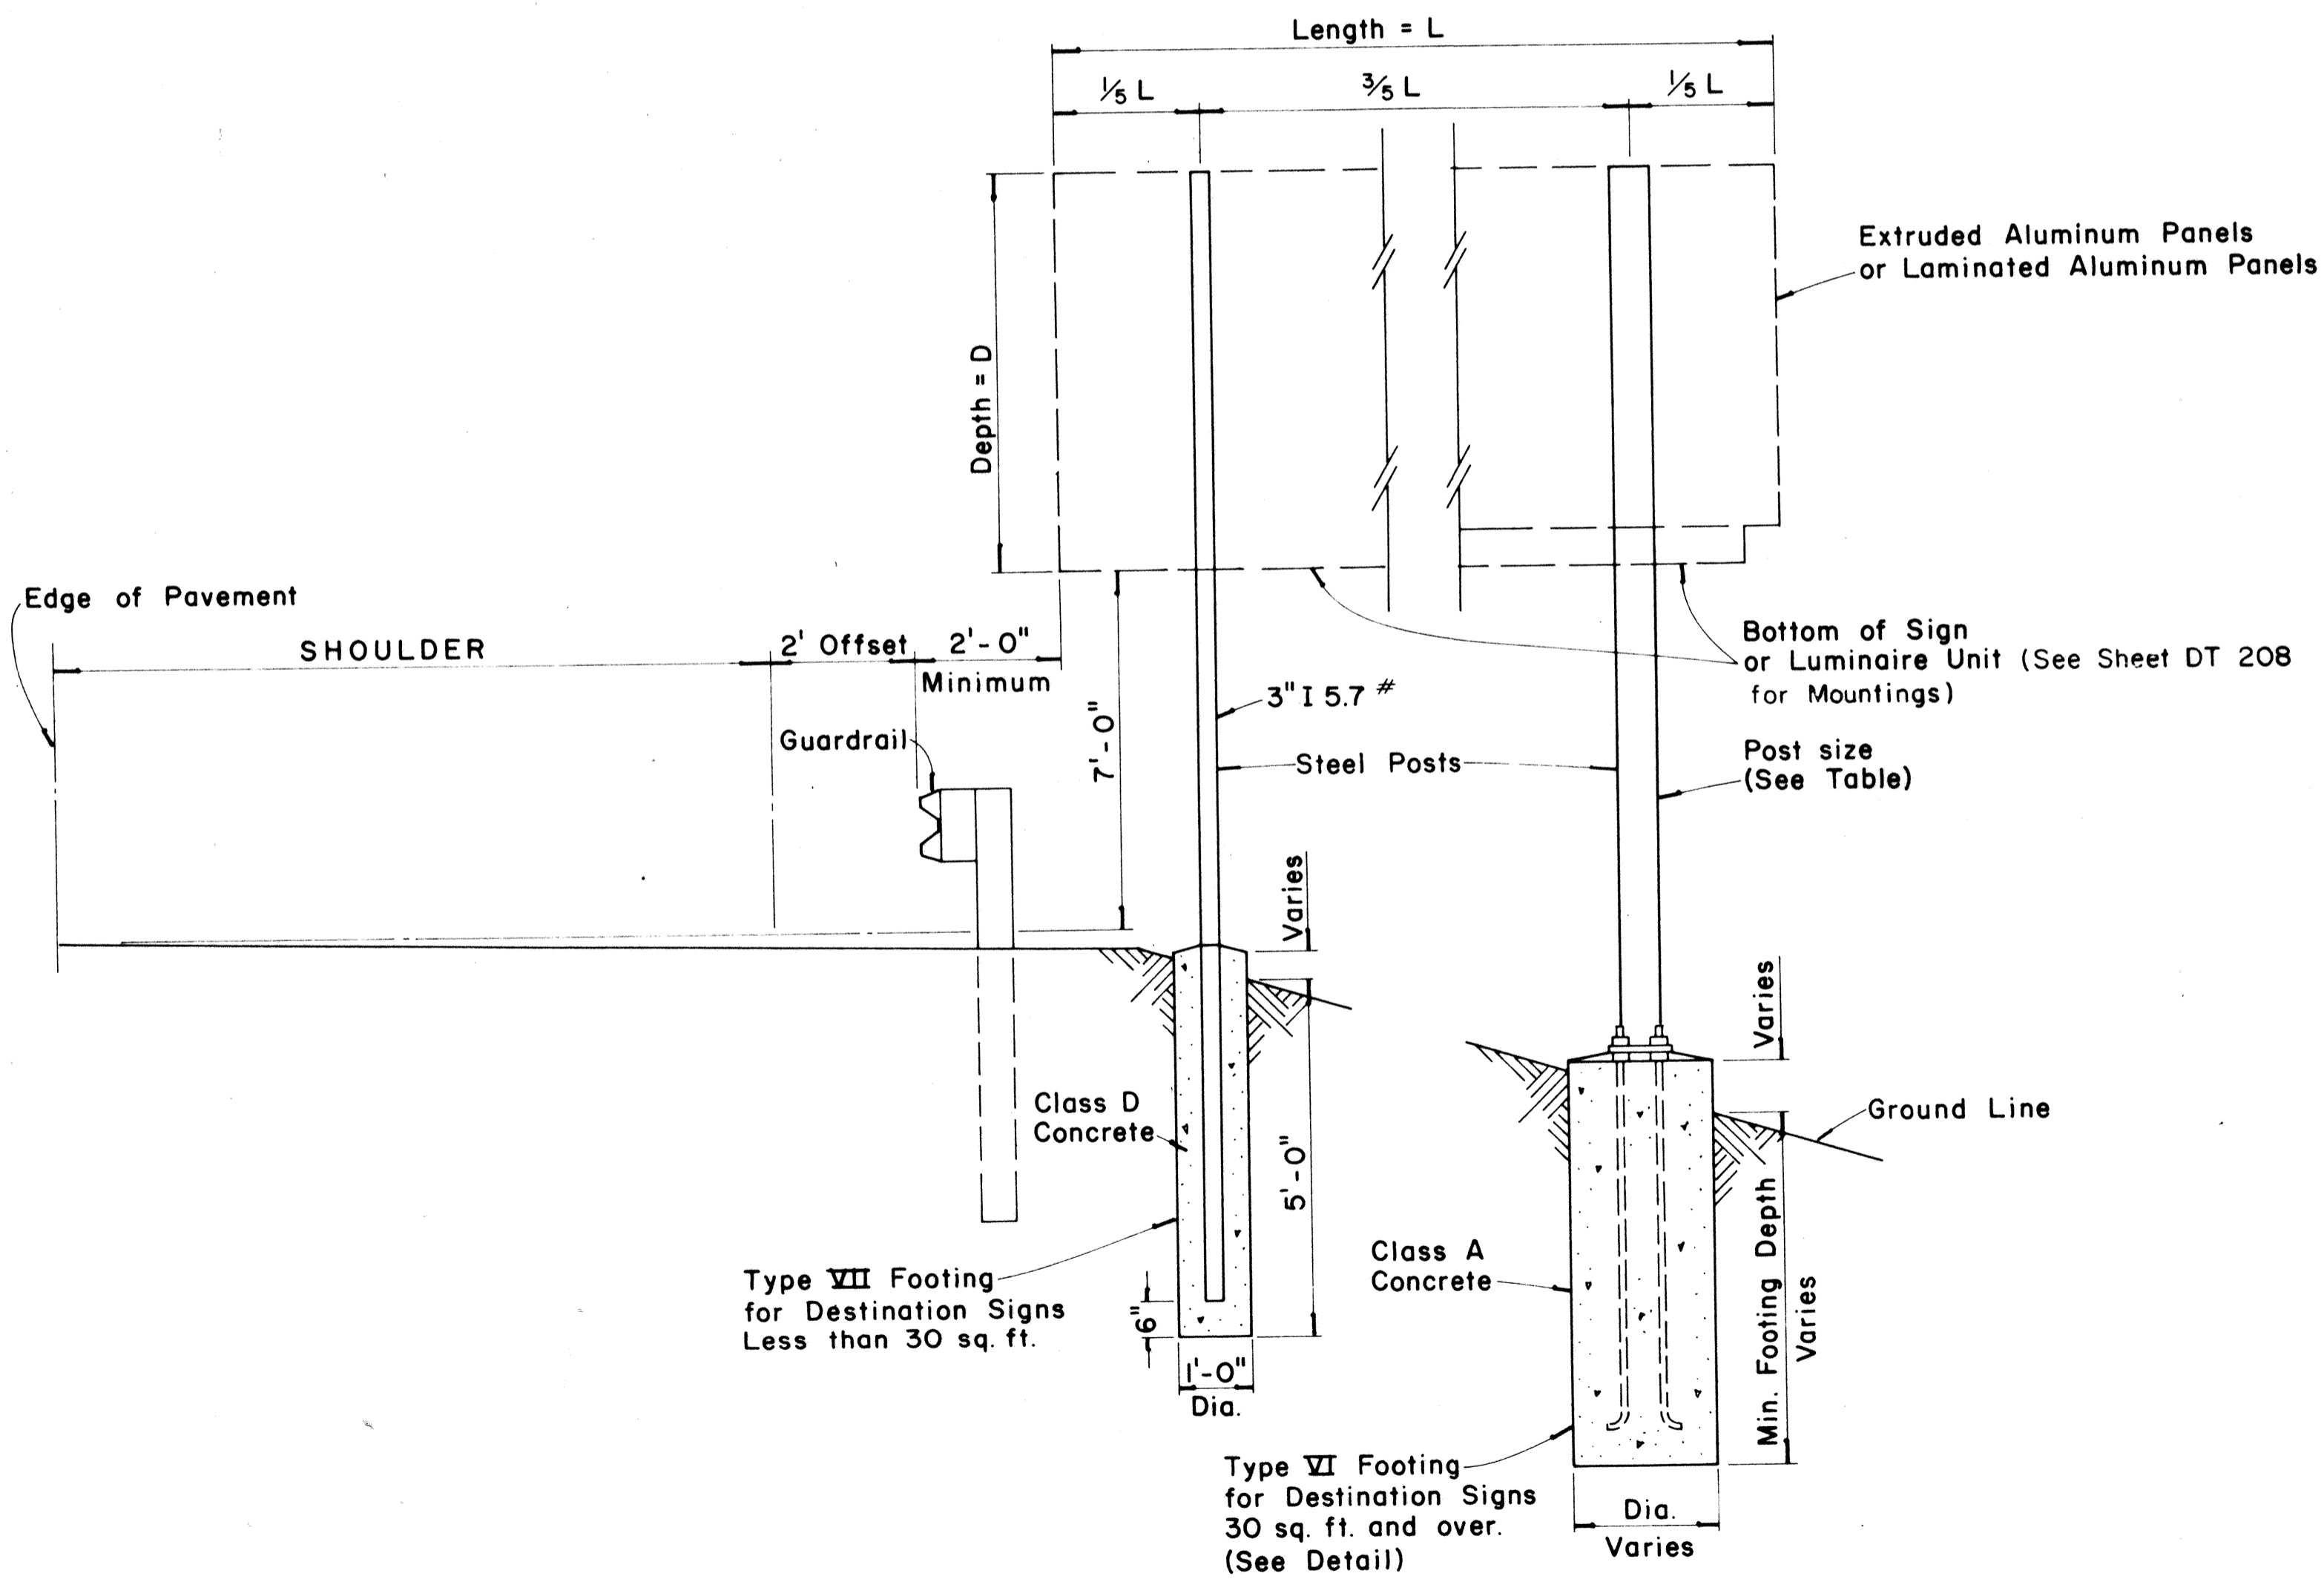 Length = L
1/5 L
3/5 L
1/5 L
Extruded Aluminum Panels
or Laminated Aluminum Panels
Depth = D
Edge of Pavement
SHOULDER
2' Offset
2'-0"
Minimum
Bottom of Sign
or Luminaire Unit (See Sheet DT 208
for Mountings)
3" I 5.7 #
7'-0"
Guardrail
Steel Posts
Post size
(See Table)
Varies
Varies
Class D
Concrete
Ground Line
5'-0"
Min. Footing Depth
Varies
Class A
Concrete
Type VII Footing
for Destination Signs
Less than 30 sq. ft.
6"
1'-0"
Dia.
Type VI Footing
for Destination Signs
30 sq. ft. and over.
(See Detail)
Dia.
Varies